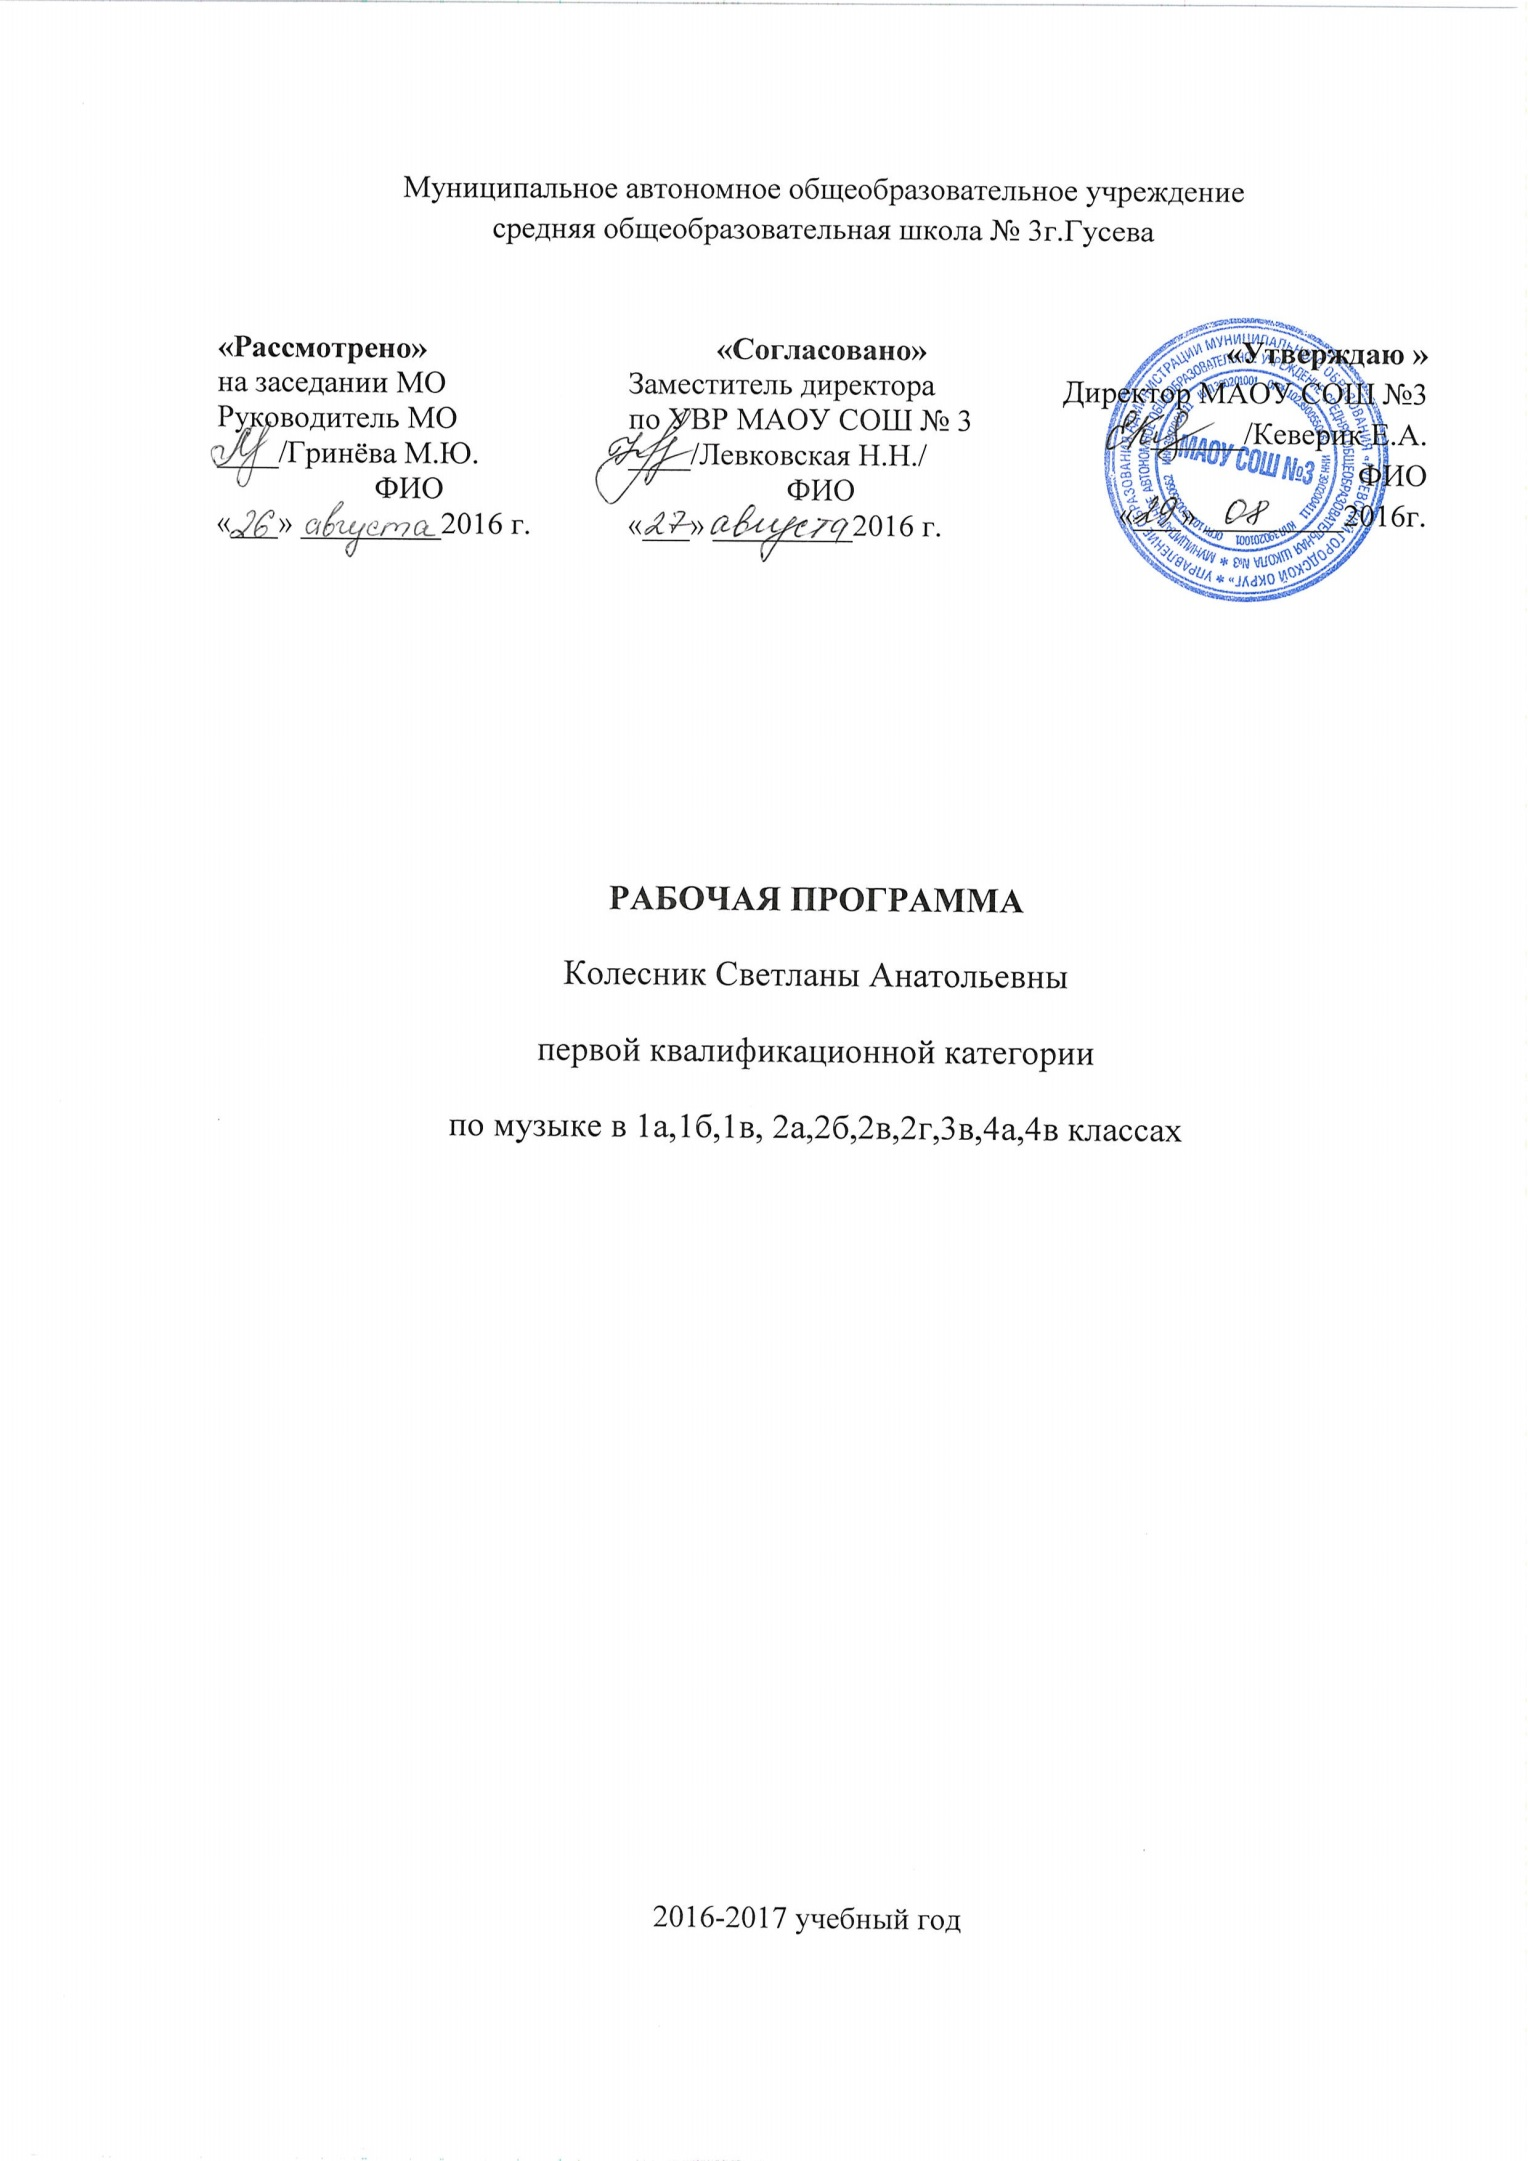 Муниципальное автономное общеобразовательное учреждение
средняя общеобразовательная школа № 3г.Гусева
«Рассмотрено»
на заседании МО
Руководитель МО
____/Гринёва М.Ю.
ФИО
«26» августа 2016 г.
«Согласовано»
Заместитель директора
по УВР МАОУ СОШ № 3
____/Левковская Н.Н./
ФИО
«27» августа 2016 г.
«Утверждаю »
Директор МАОУ СОШ №3
/Кеверик Е.А.
ФИО
«29» 08 2016г.
МАОУ СОШ №3
РАБОЧАЯ ПРОГРАММА
Колесник Светланы Анатольевны
первой квалификационной категории
по музыке в 1а,1б,1в, 2а,2б,2в,2г,3в,4а,4в классах
2016-2017 учебный год